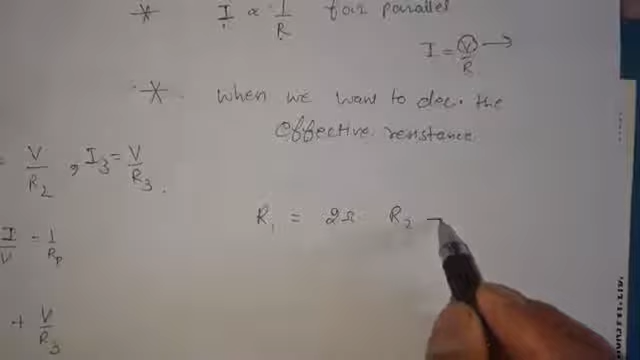 * I ∝ 1/R for parallel
I = V/R →
* When we want to dec. the
effective resistance
= V/R₂ , I₃ = V/R₃ .
R₁ = 2Ω R₂ –
I/V = 1/Rp
+ V/R₃